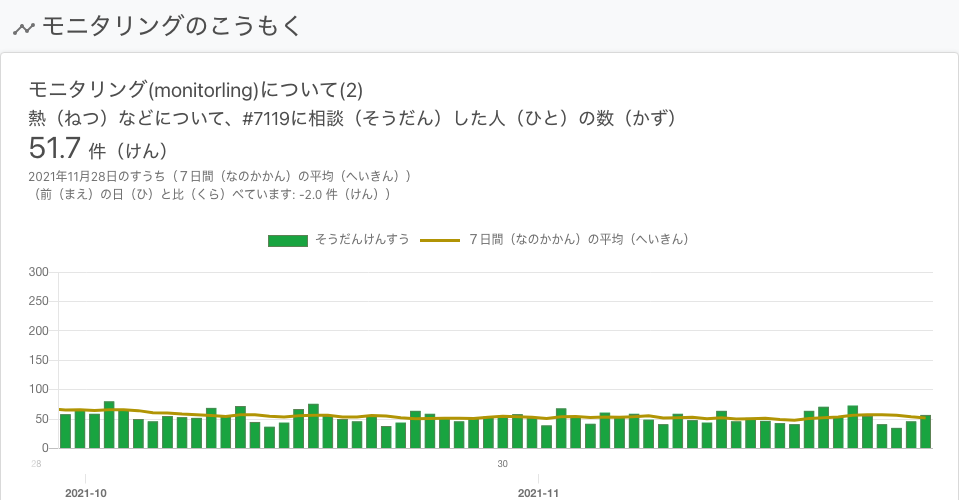 モニタリングのこうもく
モニタリング(monitorling)について(2)
熱（ねつ）などについて、#7119に相談（そうだん）した人（ひと）の数（かず）
51.7 件（けん）
2021年11月28日のすうち（７日間（なのかかん）の平均（へいきん））
（前（まえ）の日（ひ）と比（くら）べています: -2.0 件（けん））
そうだんけんすう ７日間（なのかかん）の平均（へいきん）
300
250
200
150
100
50
0
28 30
2021-10 2021-11